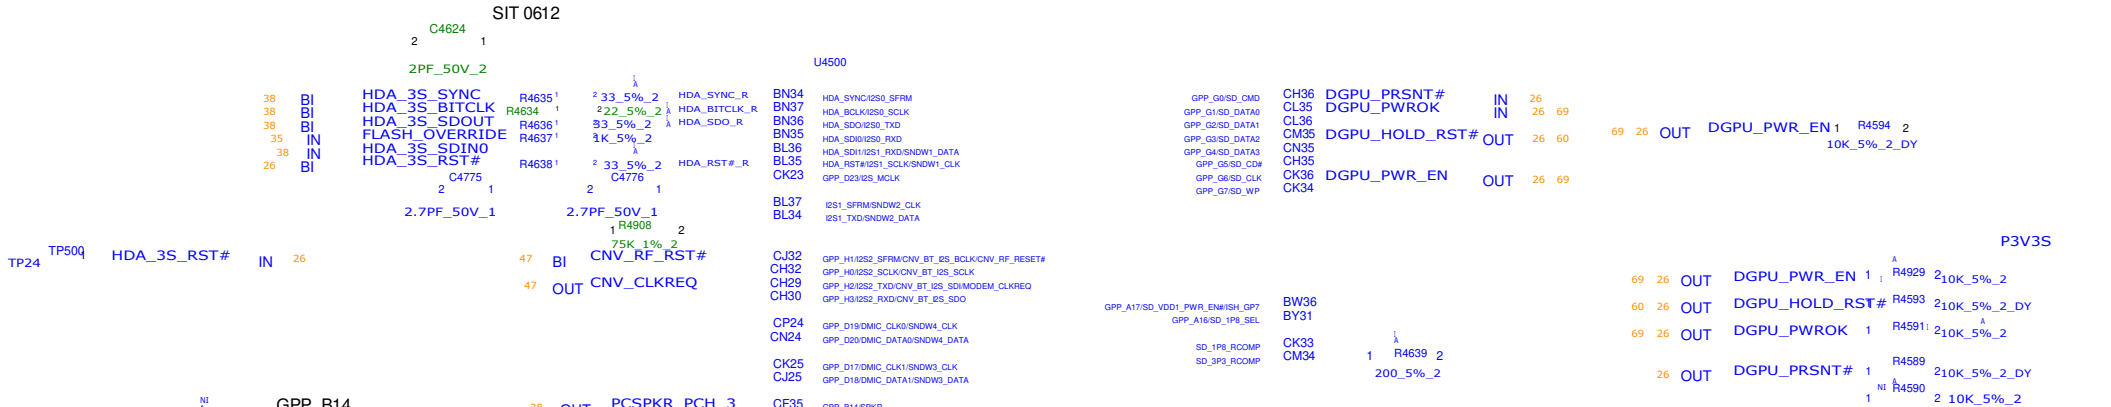 SIT 0612
C4624
2 1
2PF_50V_2
U4500
38 BI HDA_3S_SYNC R4635 1 2 33_5%_2 HDA_SYNC_R BN34 HDA_SYNC/I2S0_SFRM
38 BI HDA_3S_BITCLK R4634 1 2 22_5%_2 HDA_BITCLK_R BN37 HDA_BCLK/I2S0_SCLK
38 BI HDA_3S_SDOUT R4636 1 2 33_5%_2 HDA_SDO_R BN36 HDA_SDO/I2S0_TXD
35 IN FLASH_OVERRIDE R4637 1 2 1K_5%_2 BN35 HDA_SDI0/I2S0_RXD
38 IN HDA_3S_SDIN0 BL36 HDA_SDI1/I2S1_RXD/SNDW1_DATA
26 BI HDA_3S_RST# R4638 1 2 33_5%_2 HDA_RST#_R BL35 HDA_RST#/I2S1_SCLK/SNDW1_CLK
C4775 C4776 CK23 GPP_D23/I2S_MCLK
2 1 2 1
2.7PF_50V_1 2.7PF_50V_1
BL37 I2S1_SFRM/SNDW2_CLK
BL34 I2S1_TXD/SNDW2_DATA
GPP_G0/SD_CMD CH36 DGPU_PRSNT# IN 26
GPP_G1/SD_DATA0 CL35 DGPU_PWROK IN 26 69
GPP_G2/SD_DATA1 CL36
GPP_G3/SD_DATA2 CM35 DGPU_HOLD_RST# OUT 26 60
GPP_G4/SD_DATA3 CN35
GPP_G5/SD_CD# CH35
GPP_G6/SD_CLK CK36 DGPU_PWR_EN OUT 26 69
GPP_G7/SD_WP CK34
69 26 OUT DGPU_PWR_EN 1 R4594 2
10K_5%_2_DY
R4908
1 2
75K_1%_2
TP24 TP500 1 HDA_3S_RST# IN 26
47 BI CNV_RF_RST# CJ32 GPP_H1/I2S2_SFRM/CNV_BT_I2S_BCLK/CNV_RF_RESET#
CH32 GPP_H0/I2S2_SCLK/CNV_BT_I2S_SCLK
47 OUT CNV_CLKREQ CH29 GPP_H2/I2S2_TXD/CNV_BT_I2S_SDI/MODEM_CLKREQ
CH30 GPP_H3/I2S2_RXD/CNV_BT_I2S_SDO
CP24 GPP_D19/DMIC_CLK0/SNDW4_CLK
CN24 GPP_D20/DMIC_DATA0/SNDW4_DATA
CK25 GPP_D17/DMIC_CLK1/SNDW3_CLK
CJ25 GPP_D18/DMIC_DATA1/SNDW3_DATA
GPP_A17/SD_VDD1_PWR_EN#/ISH_GP7 BW36
GPP_A16/SD_1P8_SEL BY31
SD_1P8_RCOMP CK33
SD_3P3_RCOMP CM34 1 R4639 2
200_5%_2
P3V3S
69 26 OUT DGPU_PWR_EN 1 R4929 2 10K_5%_2
60 26 OUT DGPU_HOLD_RST# 1 R4593 2 10K_5%_2_DY
69 26 OUT DGPU_PWROK 1 R4591 2 10K_5%_2
26 OUT DGPU_PRSNT# 1 R4589 2 10K_5%_2_DY
NI R4590
1 2 10K_5%_2
NI GPP_B14 38 OUT PCSPKR_PCH_3 CF35 GPP_B14/SPKR